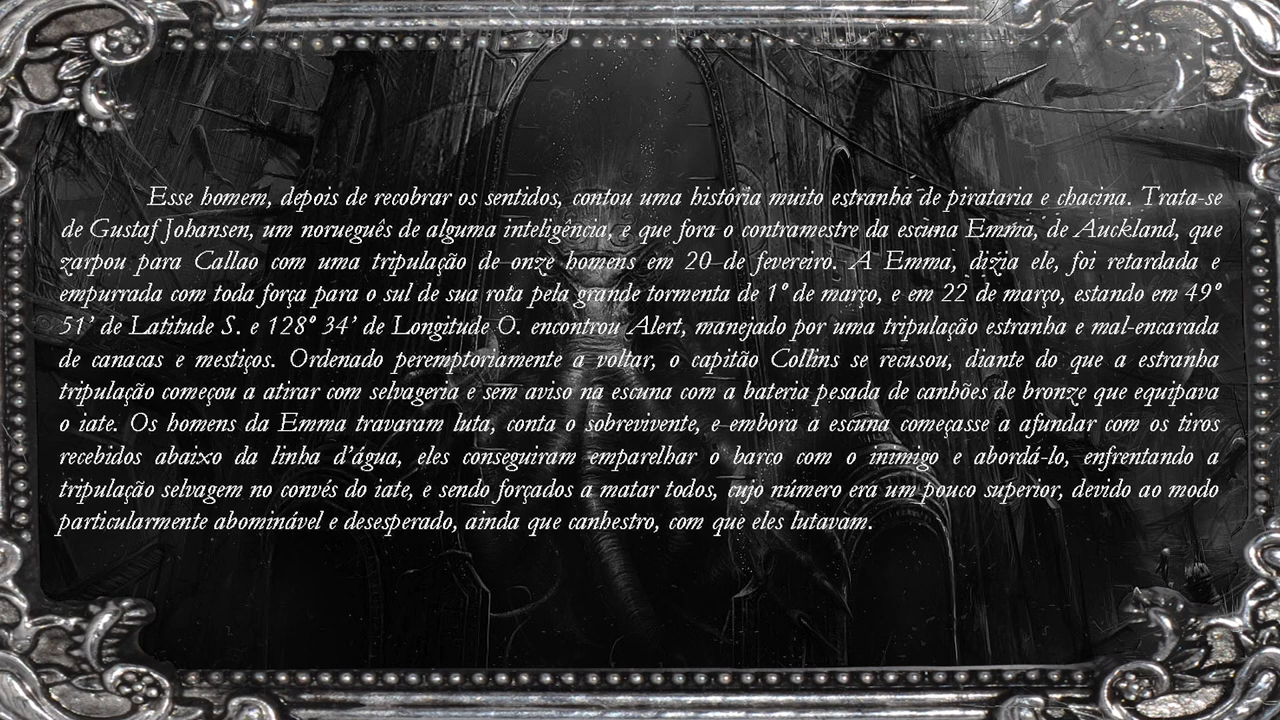 Esse homem, depois de recobrar os sentidos, contou uma história muito estranha de pirataria e chacina. Trata-se
de Gustaf Johansen, um norueguês de alguma inteligência, e que fora o contramestre da escuna Emma, de Auckland, que
zarpou para Callao com uma tripulação de onze homens em 20 de fevereiro. A Emma, dizia ele, foi retardada e
empurrada com toda força para o sul de sua rota pela grande tormenta de 1º de março, e em 22 de março, estando em 49º
51’ de Latitude S. e 128º 34’ de Longitude O. encontrou Alert, manejado por uma tripulação estranha e mal-encarada
de canacas e mestiços. Ordenado peremptoriamente a voltar, o capitão Collins se recusou, diante do que a estranha
tripulação começou a atirar com selvageria e sem aviso na escuna com a bateria pesada de canhões de bronze que equipava
o iate. Os homens da Emma travaram luta, conta o sobrevivente, e embora a escuna começasse a afundar com os tiros
recebidos abaixo da linha d’água, eles conseguiram emparelhar o barco com o inimigo e abordá-lo, enfrentando a
tripulação selvagem no convés do iate, e sendo forçados a matar todos, cujo número era um pouco superior, devido ao modo
particularmente abominável e desesperado, ainda que canhestro, com que eles lutavam.